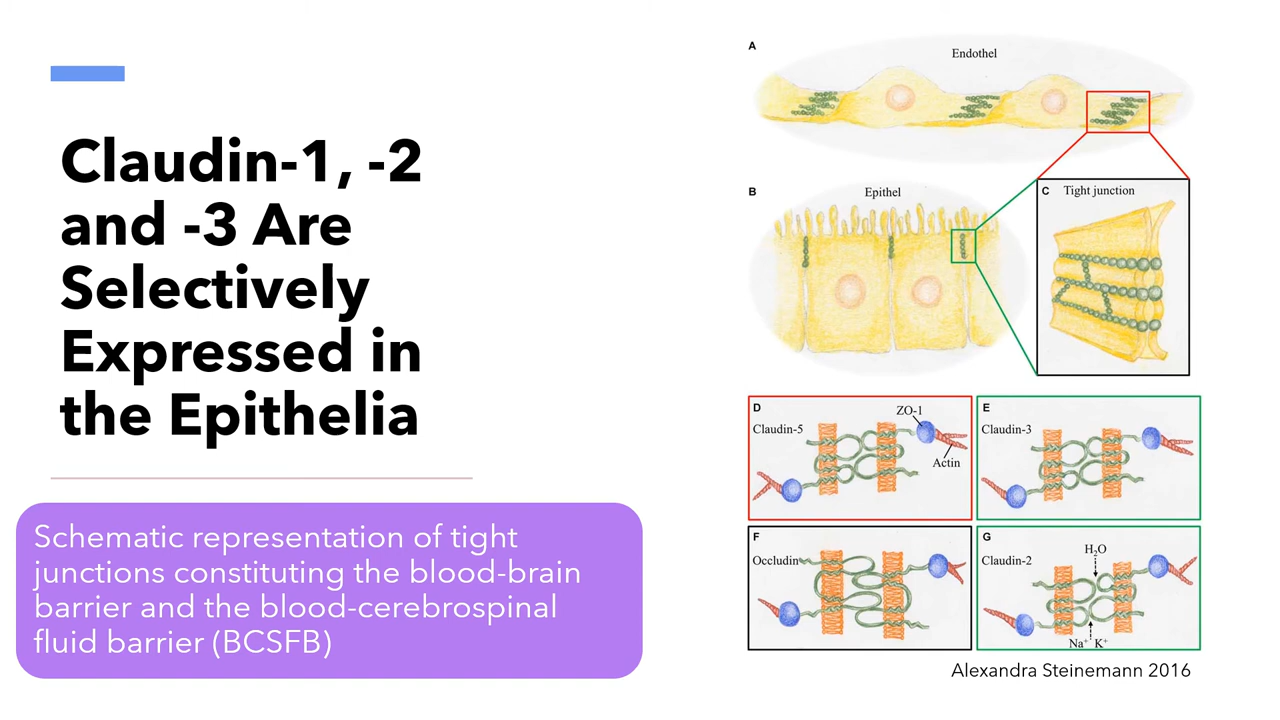 Claudin-1, -2
and -3 Are
Selectively
Expressed in
the Epithelia
Schematic representation of tight
junctions constituting the blood-brain
barrier and the blood-cerebrospinal
fluid barrier (BCSFB)
A
Endothel
B
Epithel
C Tight junction
D
Claudin-5
ZO-1
Actin
E
Claudin-3
F
Occludin
G
Claudin-2
H₂O
Na⁺ K⁺
Alexandra Steinemann 2016